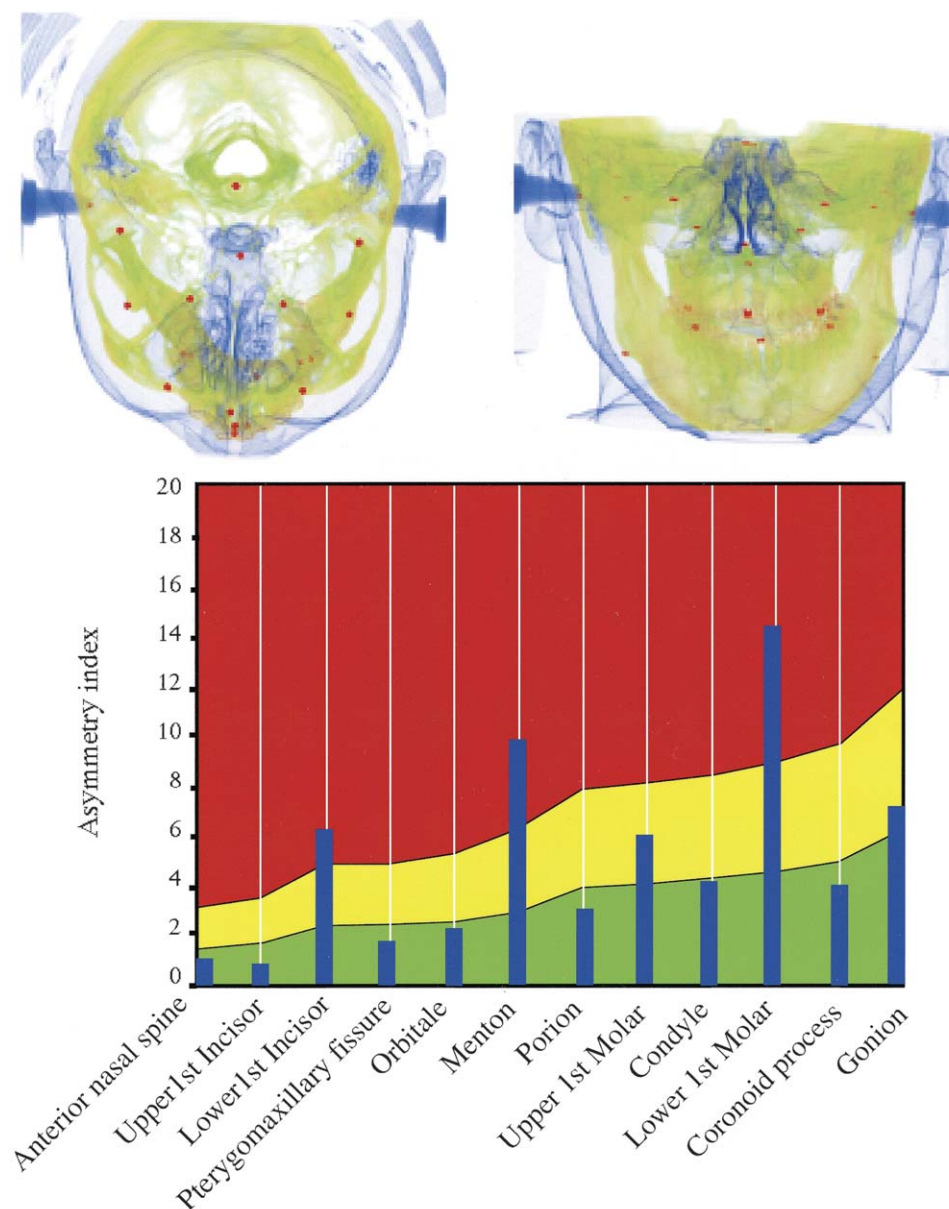 20
18
16
14
12
10
8
6
4
2
0
Asymmetry index
Anterior nasal spine
Upper1st Incisor
Lower1st Incisor
Pterygomaxillary fissure
Orbitale
Menton
Porion
Upper 1st Molar
Condyle
Lower 1st Molar
Coronoid process
Gonion